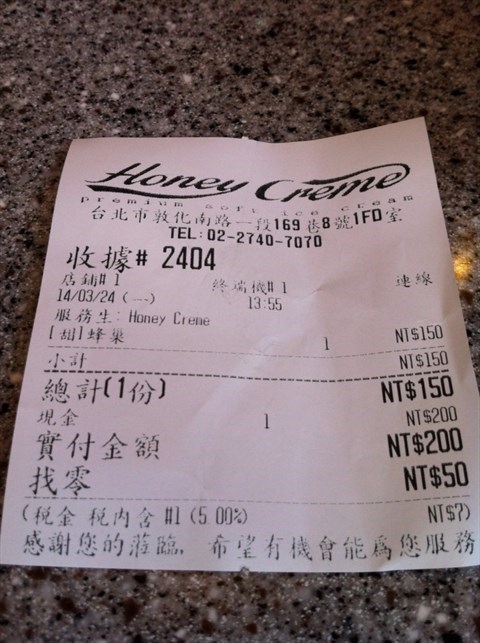 Honey Creme
premium soft ice cream
台北市敦化南路一段169巷8號1FD室
TEL:02-2740-7070
收據# 2404
店鋪# 1 終端機# 1 連線
14/03/24 (一) 13:55
服務生: Honey Creme
[甜]蜂巢 1 NT$150
小計 NT$150
總計(1份) NT$150
現金 1 NT$200
實付金額 NT$200
找零 NT$50
(稅金 稅内含 #1 (5.00%) NT$7)
感謝您的蒞臨, 希望有機會能爲您服務